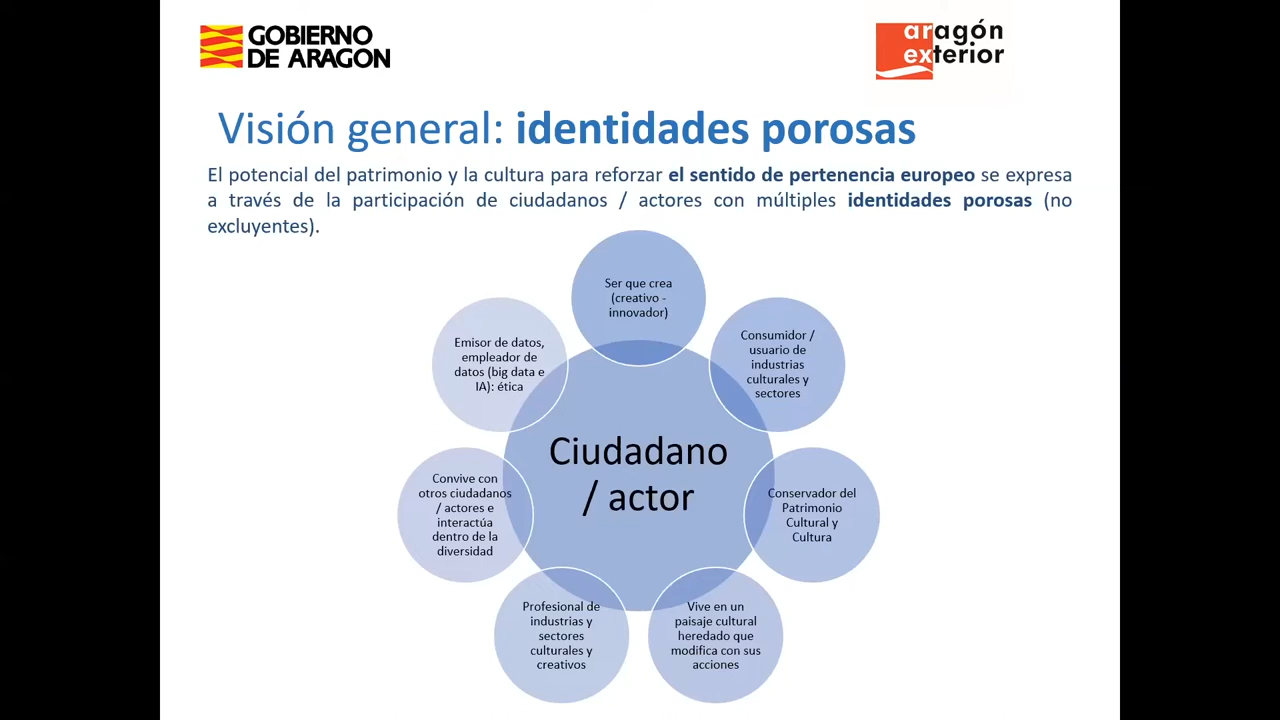 GOBIERNO
DE ARAGON
aragón
exterior
Visión general: identidades porosas
El potencial del patrimonio y la cultura para reforzar el sentido de pertenencia europeo se expresa
a través de la participación de ciudadanos / actores con múltiples identidades porosas (no
excluyentes).
Ser que crea
(creativo -
innovador)
Consumidor /
usuario de
industrias
culturales y
sectores
Conservador del
Patrimonio
Cultural y
Cultura
Vive en un
paisaje cultural
heredado que
modifica con sus
acciones
Profesional de
industrias y
sectores
culturales y
creativos
Convive con
otros ciudadanos
/ actores e
interactúa
dentro de la
diversidad
Emisor de datos,
empleador de
datos (big data e
IA): ética
Ciudadano
/ actor